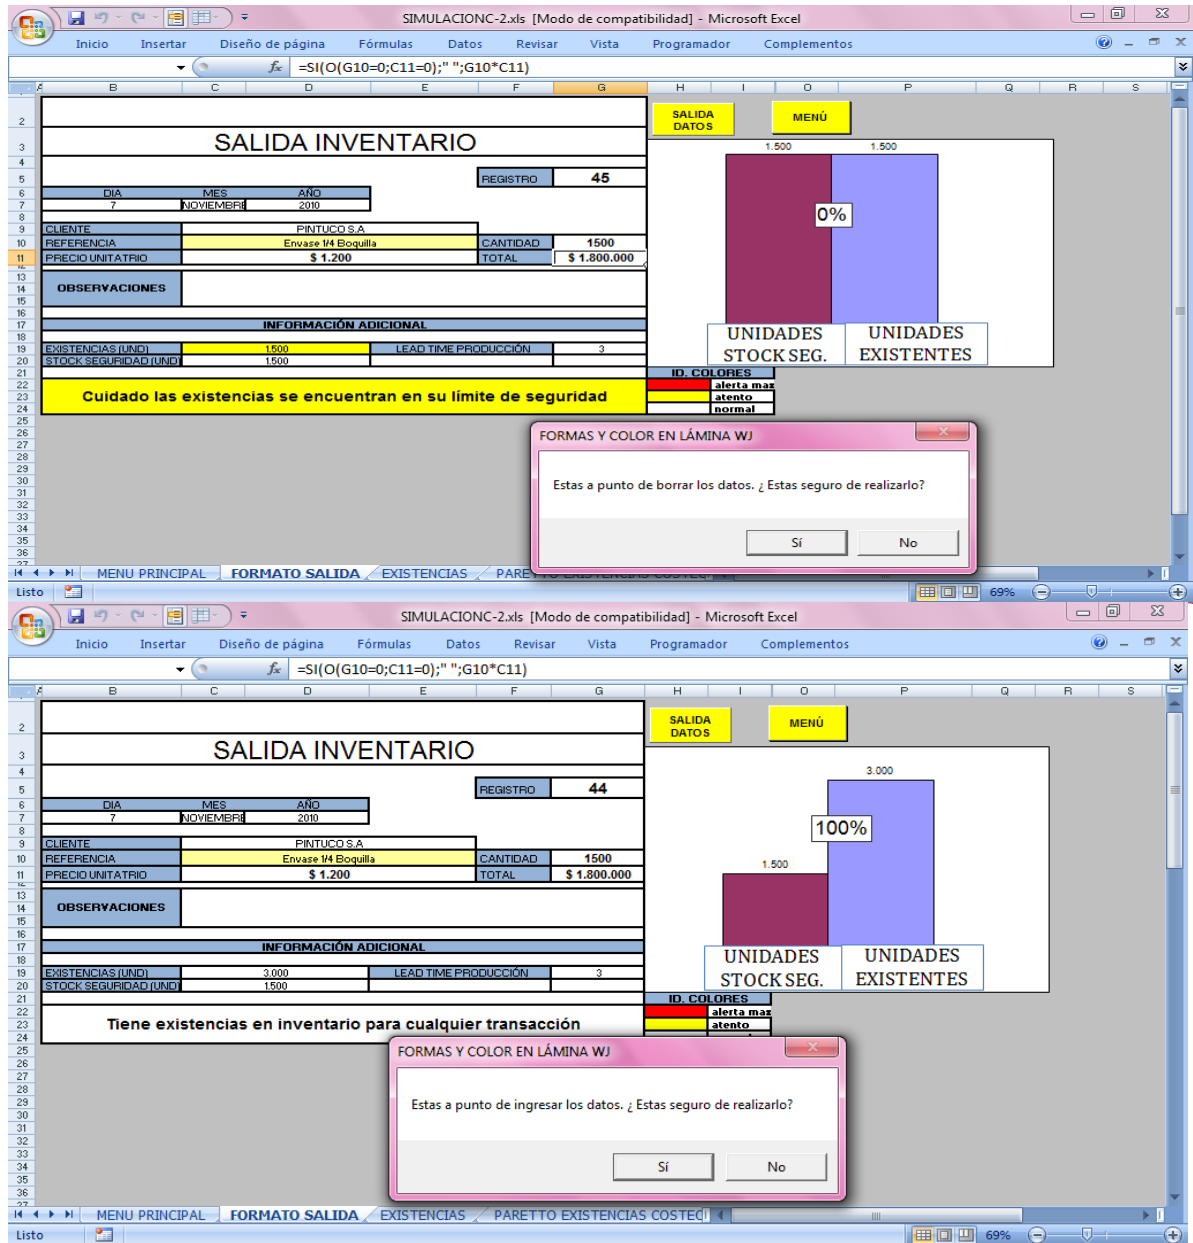 SIMULACIONC-2.xls [Modo de compatibilidad] - Microsoft Excel
Inicio Insertar Diseño de página Fórmulas Datos Revisar Vista Programador Complementos
fx =SI(O(G10=0;C11=0);" ";G10*C11)
A B C D E F G H I O P Q R S
SALIDA DATOS MENÚ
SALIDA INVENTARIO
REGISTRO 45
DIA MES AÑO
7 NOVIEMBRE 2010
CLIENTE PINTUCO S.A
REFERENCIA Envase 1/4 Boquilla CANTIDAD 1500
PRECIO UNITATRIO $ 1.200 TOTAL $ 1.800.000
OBSERVACIONES
INFORMACIÓN ADICIONAL
EXISTENCIAS (UND) 1.500 LEAD TIME PRODUCCIÓN 3
STOCK SEGURIDAD (UND) 1.500
Cuidado las existencias se encuentran en su límite de seguridad
1.500 1.500
0%
UNIDADES STOCK SEG. UNIDADES EXISTENTES
ID. COLORES
alerta max
atento
normal
FORMAS Y COLOR EN LÁMINA WJ
Estas a punto de borrar los datos. ¿ Estas seguro de realizarlo?
Sí No
MENU PRINCIPAL FORMATO SALIDA EXISTENCIAS PARETTO EXISTENCIAS COSTEO
Listo 69%
SIMULACIONC-2.xls [Modo de compatibilidad] - Microsoft Excel
Inicio Insertar Diseño de página Fórmulas Datos Revisar Vista Programador Complementos
fx =SI(O(G10=0;C11=0);" ";G10*C11)
A B C D E F G H I O P Q R S
SALIDA DATOS MENÚ
SALIDA INVENTARIO
REGISTRO 44
DIA MES AÑO
7 NOVIEMBRE 2010
CLIENTE PINTUCO S.A
REFERENCIA Envase 1/4 Boquilla CANTIDAD 1500
PRECIO UNITATRIO $ 1.200 TOTAL $ 1.800.000
OBSERVACIONES
INFORMACIÓN ADICIONAL
EXISTENCIAS (UND) 3.000 LEAD TIME PRODUCCIÓN 3
STOCK SEGURIDAD (UND) 1.500
Tiene existencias en inventario para cualquier transacción
3.000
100%
1.500
UNIDADES STOCK SEG. UNIDADES EXISTENTES
ID. COLORES
alerta max
atento
FORMAS Y COLOR EN LÁMINA WJ
Estas a punto de ingresar los datos. ¿ Estas seguro de realizarlo?
Sí No
MENU PRINCIPAL FORMATO SALIDA EXISTENCIAS PARETTO EXISTENCIAS COSTEO
Listo 69%